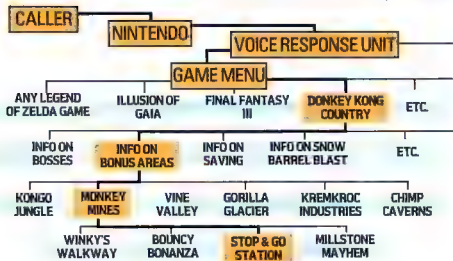 CALLER
NINTENDO
VOICE RESPONSE UNIT
GAME MENU
ANY LEGEND
OF ZELDA GAME
ILLUSION OF
GAIA
FINAL FANTASY
III
DONKEY KONG
COUNTRY
ETC.
INFO ON
BOSSES
INFO ON
BONUS AREAS
INFO ON
SAVING
INFO ON SNOW
BARREL BLAST
ETC.
KONGO
JUNGLE
MONKEY
MINES
VINE
VALLEY
GORILLA
GLACIER
KREMKROC
INDUSTRIES
CHIMP
CAVERNS
WINKY'S
WALKWAY
BOUNCY
BONANZA
STOP & GO
STATION
MILLSTONE
MAYHEM